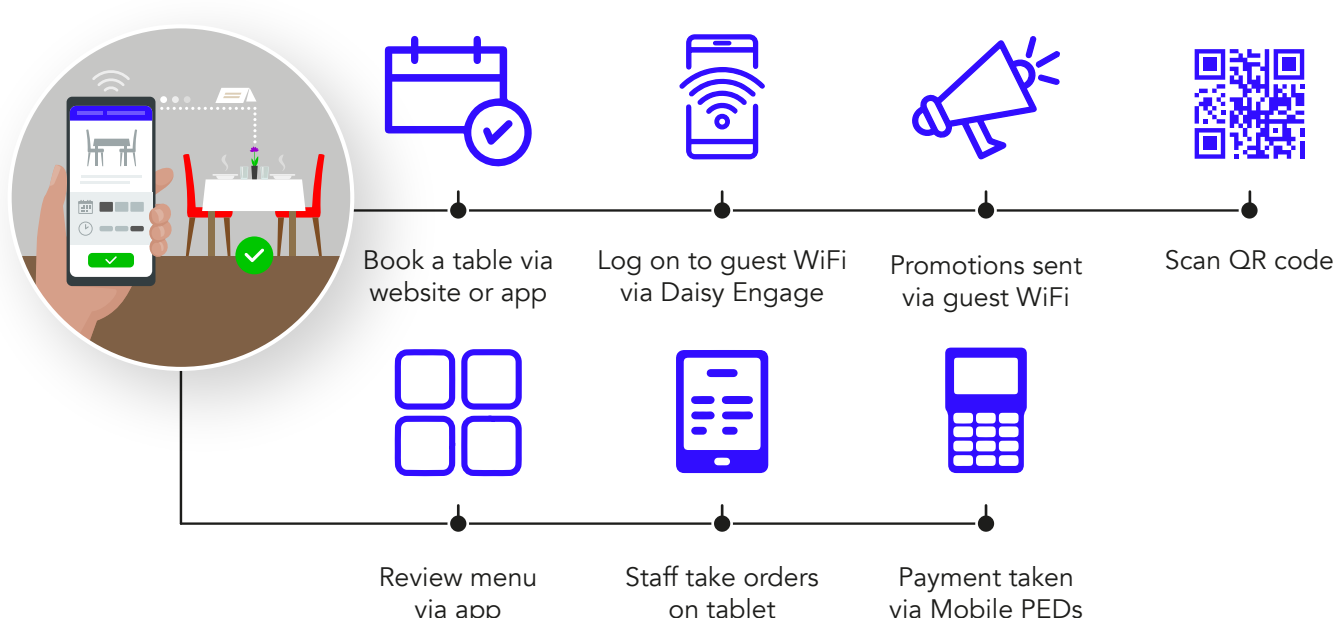 Book a table via
website or app
Log on to guest WiFi
via Daisy Engage
Promotions sent
via guest WiFi
Scan QR code
Review menu
via app
Staff take orders
on tablet
Payment taken
via Mobile PEDs